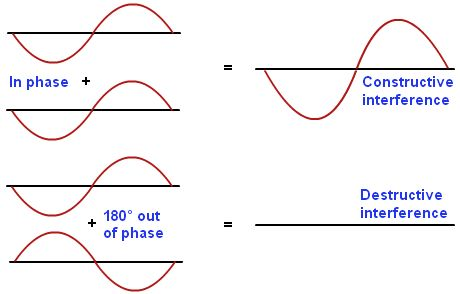 In phase +
=
Constructive
interference
+ 180° out
of phase
=
Destructive
interference